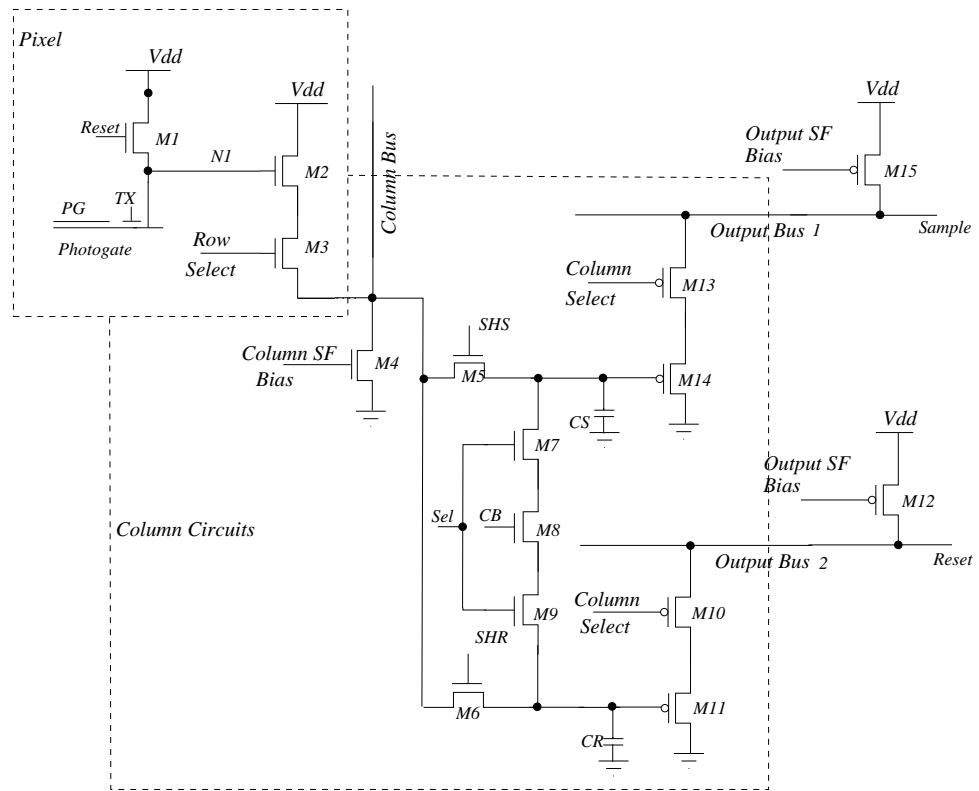 Pixel
Vdd
Vdd
Reset
M1
N1
M2
PG
TX
Photogate
Row
Select
M3
Column Bus
Vdd
Output SF
Bias
M15
Output Bus 1
Sample
Column
Select
M13
Column SF
Bias
M4
SHS
M5
M14
CS
M7
Sel
CB
M8
Vdd
Output SF
Bias
M12
Column Circuits
Output Bus 2
Reset
M9
Column
Select
M10
SHR
M6
M11
CR